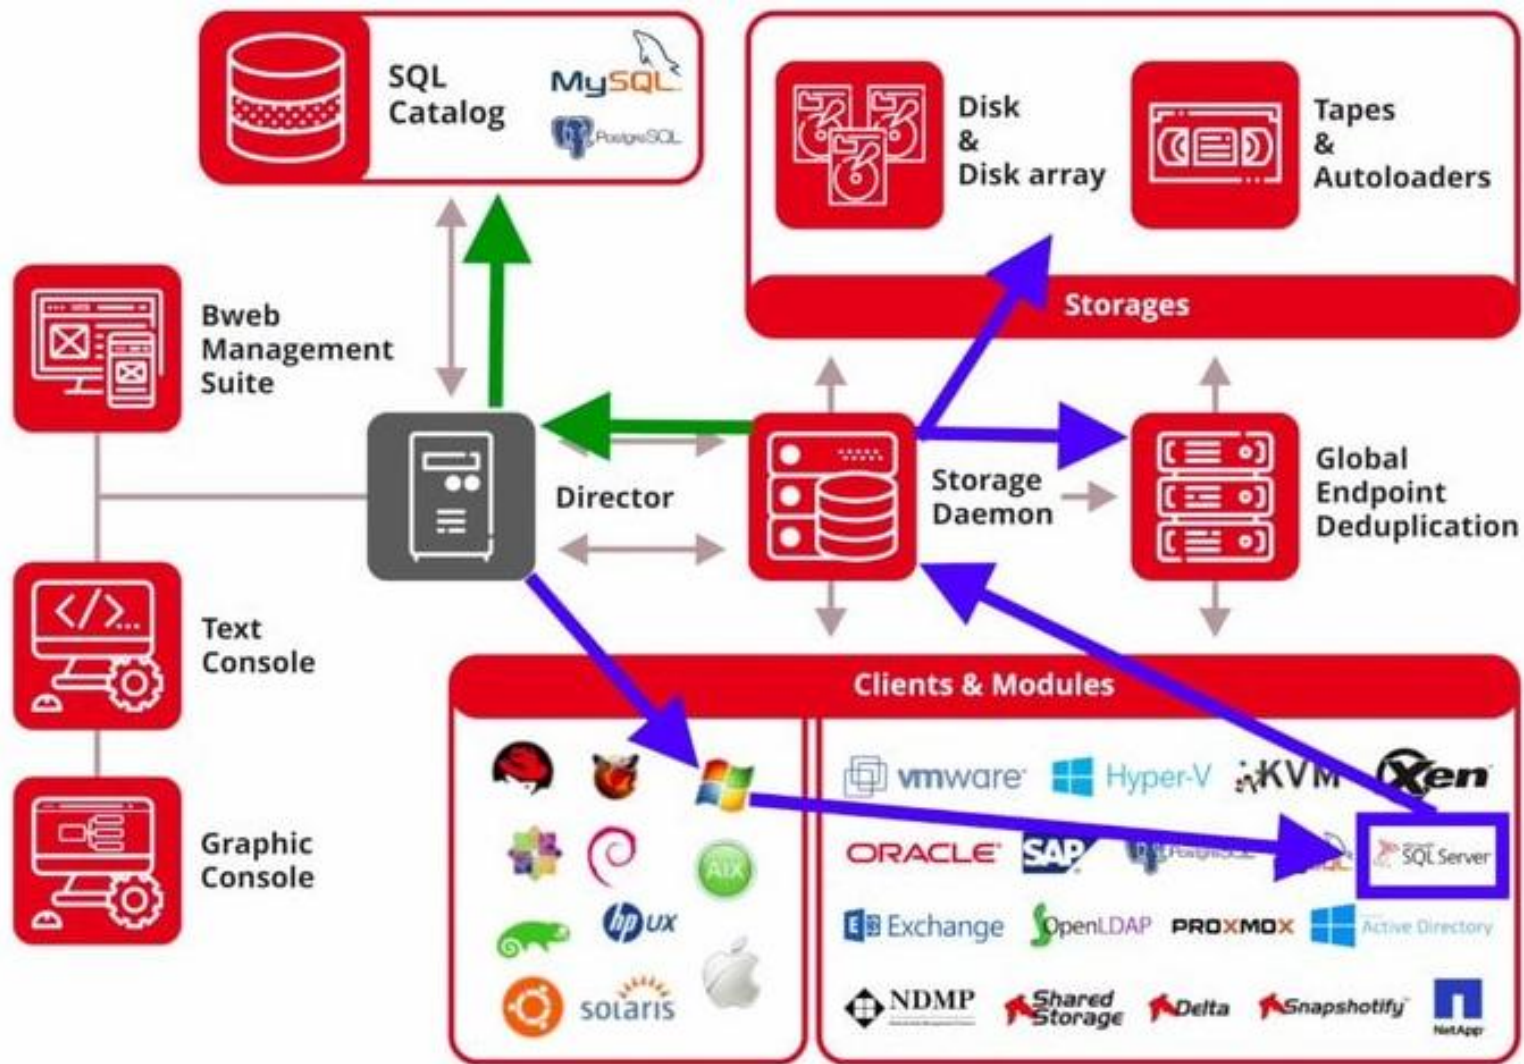 SQL
Catalog
MySQL
PostgreSQL
Disk
&
Disk array
Tapes
&
Autoloaders
Storages
Bweb
Management
Suite
Director
Storage
Daemon
Global
Endpoint
Deduplication
Text
Console
Graphic
Console
Clients & Modules
AIX
hp UX
solaris
vmware
Hyper-V
KVM
Xen
ORACLE
SAP
SQL Server
E Exchange
OpenLDAP
PROXMOX
Active Directory
NDMP
Shared
Storage
Delta
Snapshotify
NetApp